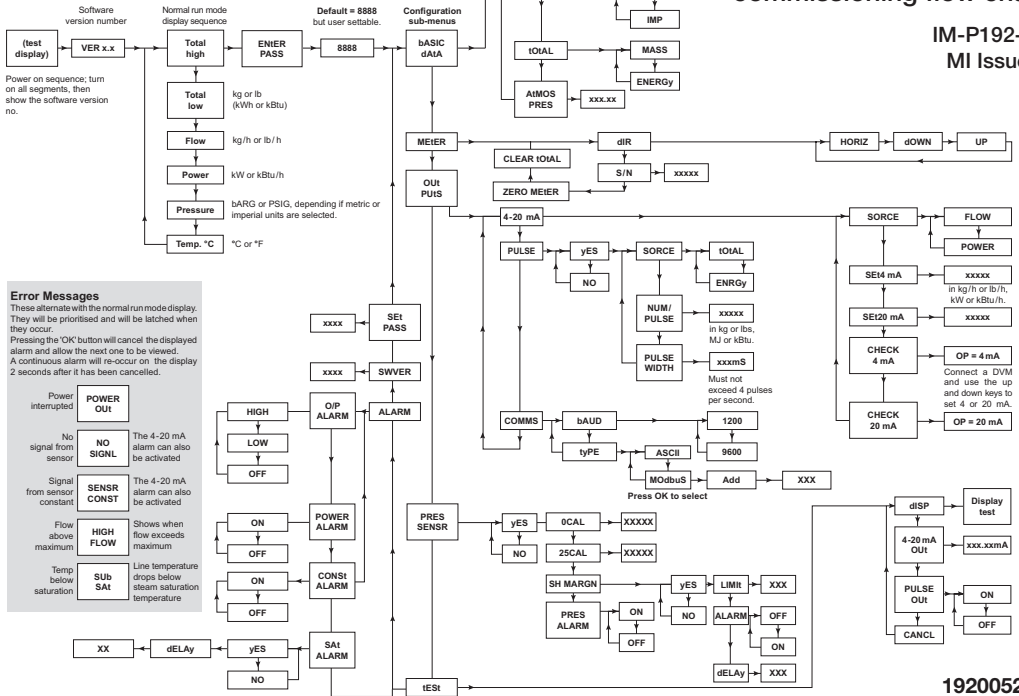 commissioning flow
IM-P192-
MI Issue
Software
version number
Normal run mode
display sequence
Default = 8888
but user settable.
Configuration
sub-menus
(test
display)
VER x.x
Total
high
ENtER
PASS
8888
bASIC
dAtA
IMP
tOtAL
MASS
ENERGy
AtMOS
PRES
xxx.xx
Power on sequence; turn
on all segments, then
show the software version
no.
Total
low
kg or lb
(kWh or kBtu)
Flow
kg/h or lb/h
Power
kW or kBtu/h
Pressure
bARG or PSIG, depending if metric or
imperial units are selected.
Temp. °C
°C or °F
MEtER
dIR
HORIZ
dOWN
UP
CLEAR tOtAL
S/N
xxxxx
ZERO MEtER
OUt
PUtS
4-20 mA
SORCE
FLOW
POWER
PULSE
yES
SORCE
tOtAL
NO
ENRGy
NUM/
PULSE
xxxxx
in kg or lbs,
MJ or kBtu.
PULSE
WIDTH
xxxmS
Must not
exceed 4 pulses
per second.
SEt4 mA
xxxxx
in kg/h or lb/h,
kW or kBtu/h.
SEt20 mA
xxxxx
CHECK
4 mA
OP = 4mA
Connect a DVM
and use the up
and down keys to
set 4 or 20 mA.
CHECK
20 mA
OP = 20 mA
COMMS
bAUD
1200
9600
tyPE
ASCII
MOdbuS
Add
XXX
Press OK to select
Error Messages
These alternate with the normal run mode display.
They will be prioritised and will be latched when
they occur.
Pressing the 'OK' button will cancel the displayed
alarm and allow the next one to be viewed.
A continuous alarm will re-occur on the display
2 seconds after it has been cancelled.
Power
interrupted
POWER
OUt
No
signal from
sensor
NO
SIGNL
The 4-20 mA
alarm can also
be activated
Signal
from sensor
constant
SENSR
CONST
The 4-20 mA
alarm can also
be activated
Flow
above
maximum
HIGH
FLOW
Shows when
flow exceeds
maximum
Temp
below
saturation
SUb
SAt
Line temperature
drops below
steam saturation
temperature
xxxx
SEt
PASS
xxxx
SWVER
ALARM
HIGH
O/P
ALARM
LOW
OFF
ON
POWER
ALARM
OFF
ON
CONSt
ALARM
OFF
XX
dELAy
yES
SAt
ALARM
NO
PRES
SENSR
yES
0CAL
XXXXX
NO
25CAL
XXXXX
SH MARGN
yES
LIMIt
XXX
NO
ALARM
OFF
ON
dELAy
XXX
PRES
ALARM
ON
OFF
tESt
dISP
Display
test
4-20mA
OUt
xxx.xxmA
PULSE
OUt
ON
OFF
CANCL
1920052